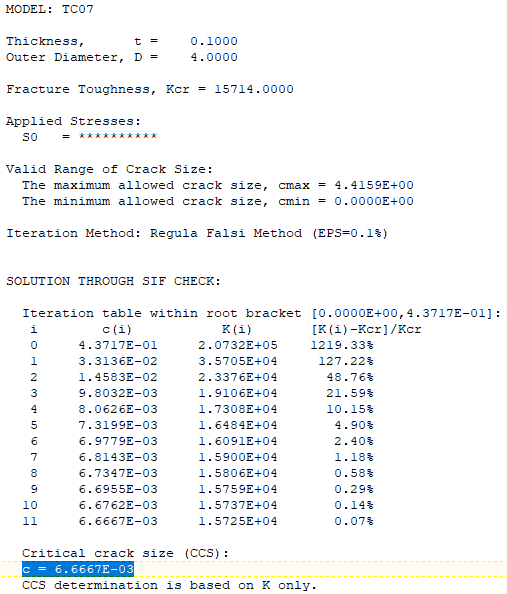 MODEL: TC07
Thickness, t = 0.1000
Outer Diameter, D = 4.0000
Fracture Toughness, Kcr = 15714.0000
Applied Stresses:
S0 = **********
Valid Range of Crack Size:
The maximum allowed crack size, cmax = 4.4159E+00
The minimum allowed crack size, cmin = 0.0000E+00
Iteration Method: Regula Falsi Method (EPS=0.1%)
SOLUTION THROUGH SIF CHECK:
Iteration table within root bracket [0.0000E+00,4.3717E-01]:
i c(i) K(i) [K(i)-Kcr]/Kcr
0 4.3717E-01 2.0732E+05 1219.33%
1 3.3136E-02 3.5705E+04 127.22%
2 1.4583E-02 2.3376E+04 48.76%
3 9.8032E-03 1.9106E+04 21.59%
4 8.0626E-03 1.7308E+04 10.15%
5 7.3199E-03 1.6484E+04 4.90%
6 6.9779E-03 1.6091E+04 2.40%
7 6.8143E-03 1.5900E+04 1.18%
8 6.7347E-03 1.5806E+04 0.58%
9 6.6955E-03 1.5759E+04 0.29%
10 6.6762E-03 1.5737E+04 0.14%
11 6.6667E-03 1.5725E+04 0.07%
Critical crack size (CCS):
c = 6.6667E-03
CCS determination is based on K only.